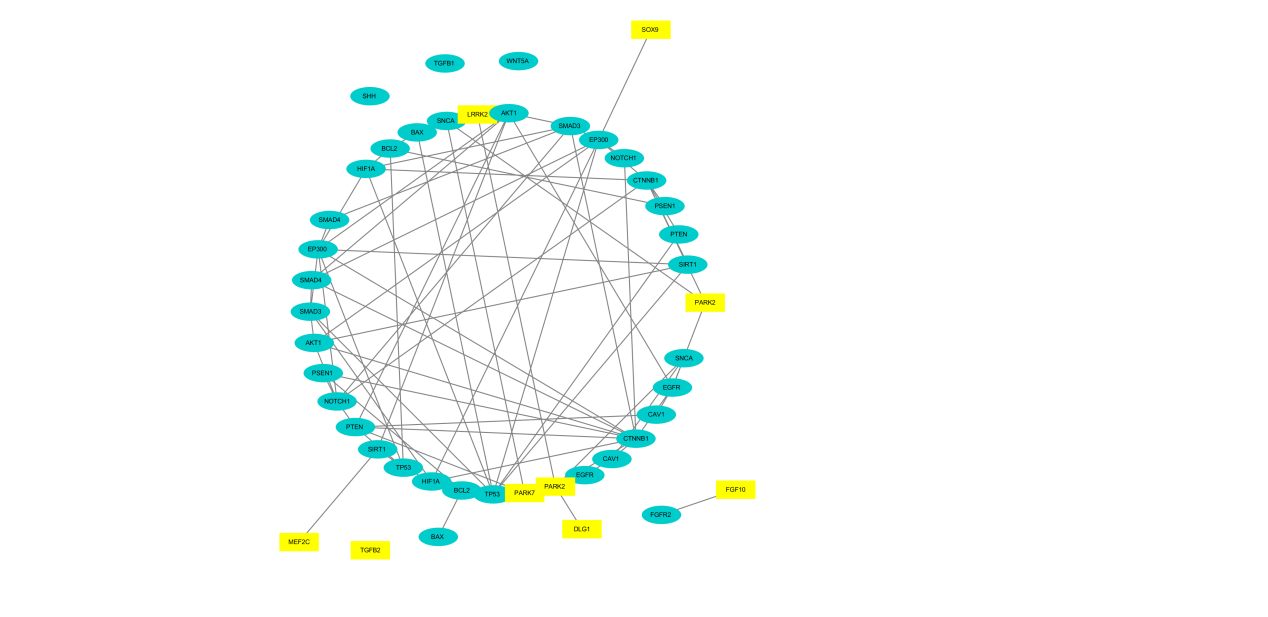 SOX9
WNT5A
TGFB1
SHH
LRRK2
AKT1
SNCA
SMAD3
BAX
EP300
BCL2
NOTCH1
HIF1A
CTNNB1
PSEN1
SMAD4
PTEN
EP300
SIRT1
SMAD4
PARK2
SMAD3
AKT1
SNCA
PSEN1
EGFR
NOTCH1
CAV1
PTEN
CTNNB1
SIRT1
CAV1
TP53
EGFR
HIF1A
PARK2
BCL2
FGF10
PARK7
TP53
FGFR2
DLG1
BAX
MEF2C
TGFB2